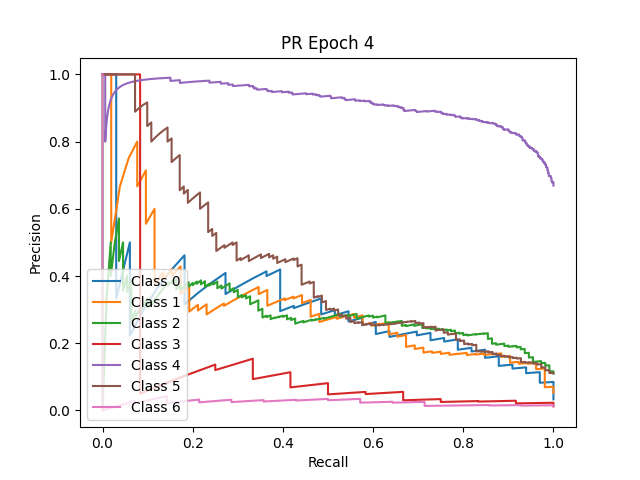 PR Epoch 4
Precision
1.0
0.8
0.6
0.4
0.2
0.0
Class 0
Class 1
Class 2
Class 3
Class 4
Class 5
Class 6
0.0 0.2 0.4 0.6 0.8 1.0
Recall